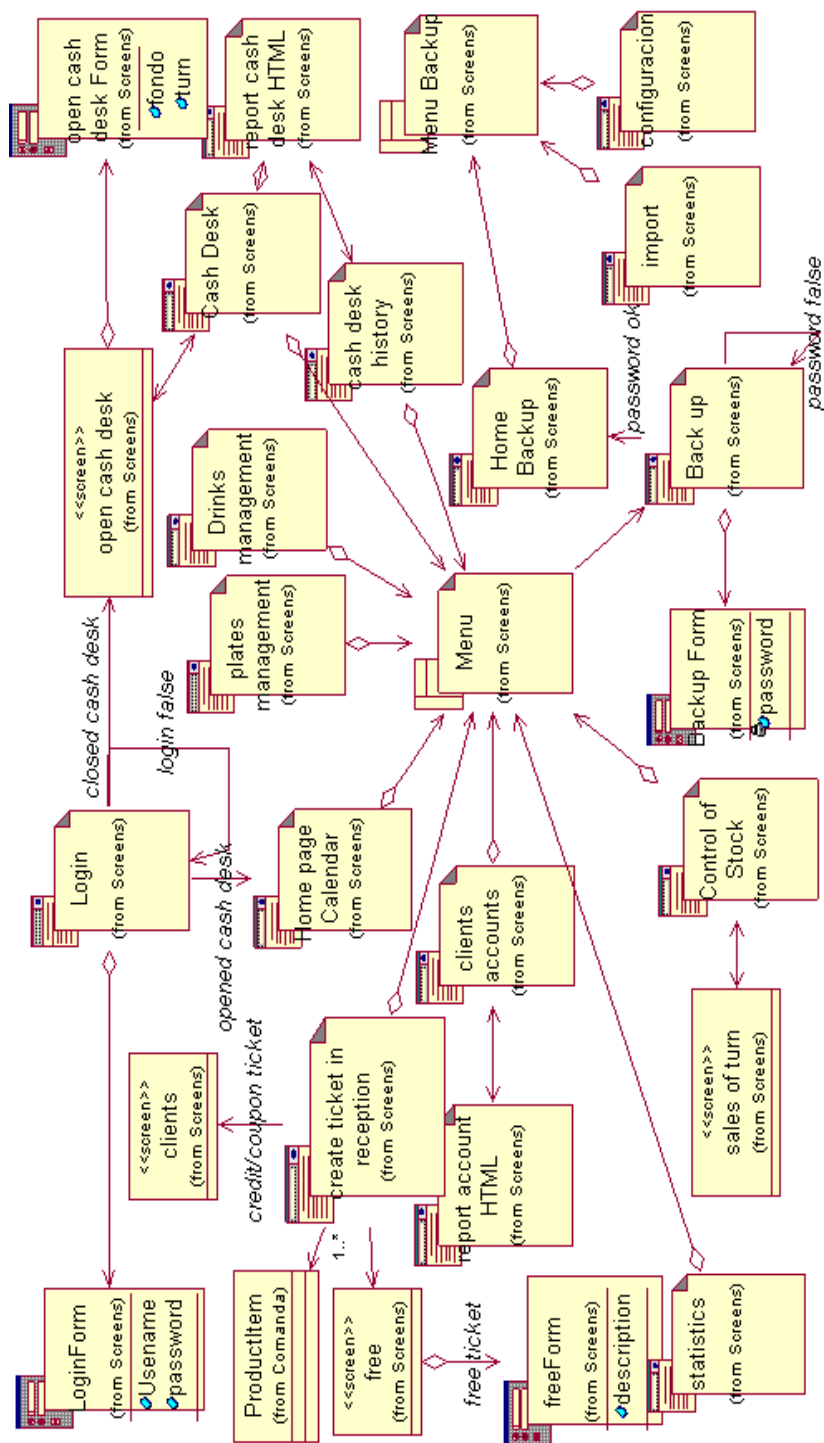 LoginForm
(from Screens)
Usename
password
Login
(from Screens)
closed cash desk
login false
<<screen>>
open cash desk
(from Screens)
open cash
desk Form
(from Screens)
fondo
turn
<<screen>>
clients
(from Screens)
credit/coupon ticket
opened cash desk
Cash Desk
(from Screens)
report cash
desk HTML
(from Screens)
ProductItem
(from Comanda)
1..*
create ticket in
reception
(from Screens)
Home page
Calendar
(from Screens)
plates
management
(from Screens)
Drinks
management
(from Screens)
cash desk
history
(from Screens)
<<screen>>
free
(from Screens)
free ticket
report account
HTML
(from Screens)
clients
accounts
(from Screens)
Menu
(from Screens)
Home
Backup
(from Screens)
Menu Backup
(from Screens)
freeForm
(from Screens)
description
password ok
statistics
(from Screens)
<<screen>>
sales of turn
(from Screens)
Control of
Stock
(from Screens)
Backup Form
(from Screens)
password
Back up
(from Screens)
password false
import
(from Screens)
configuracion
(from Screens)